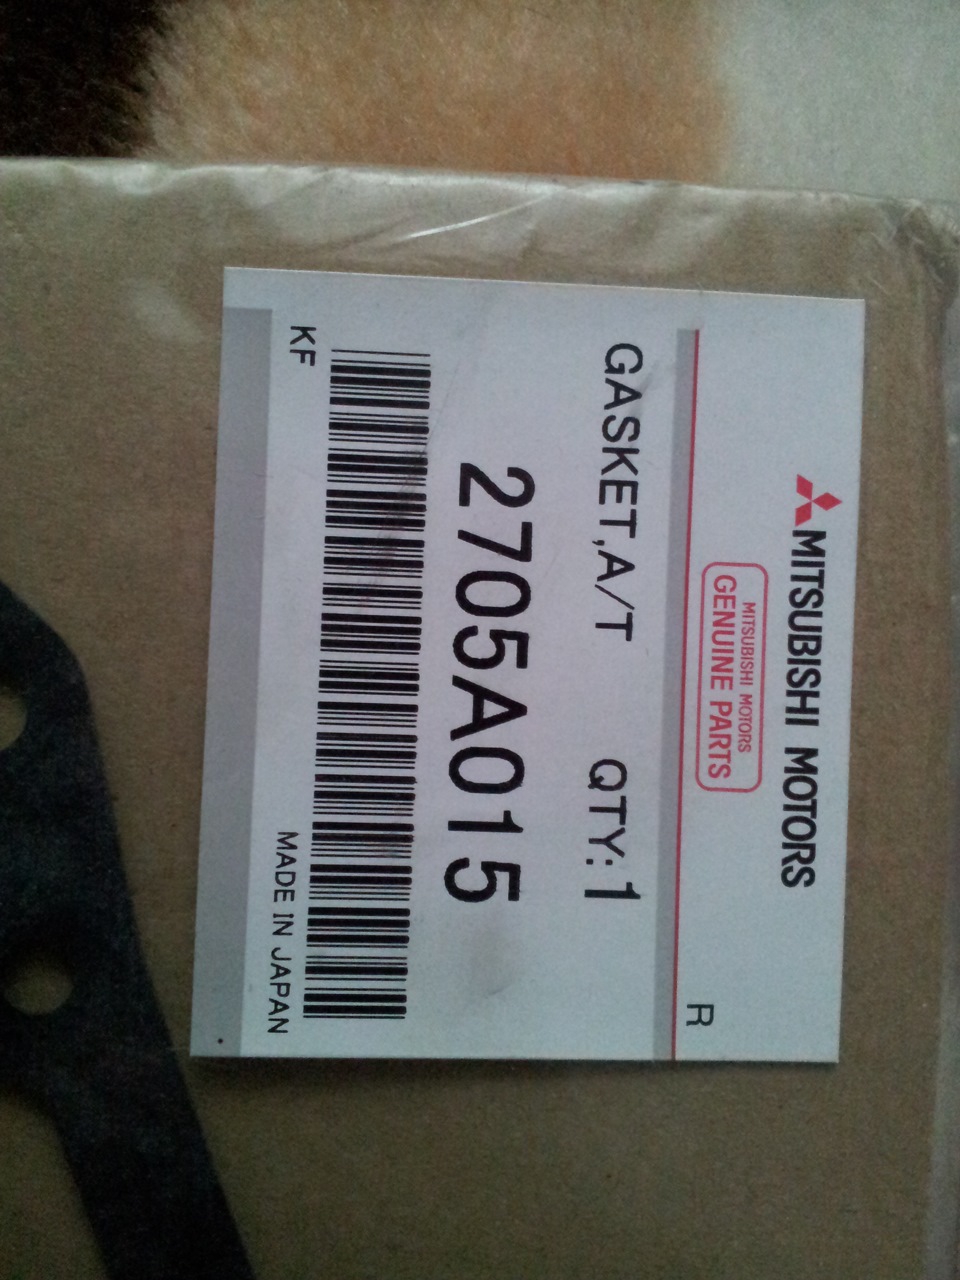 MITSUBISHI MOTORS
MITSUBISHI MOTORS
GENUINE PARTS
R
GASKET,A/T QTY:1
2705A015
KF
MADE IN JAPAN